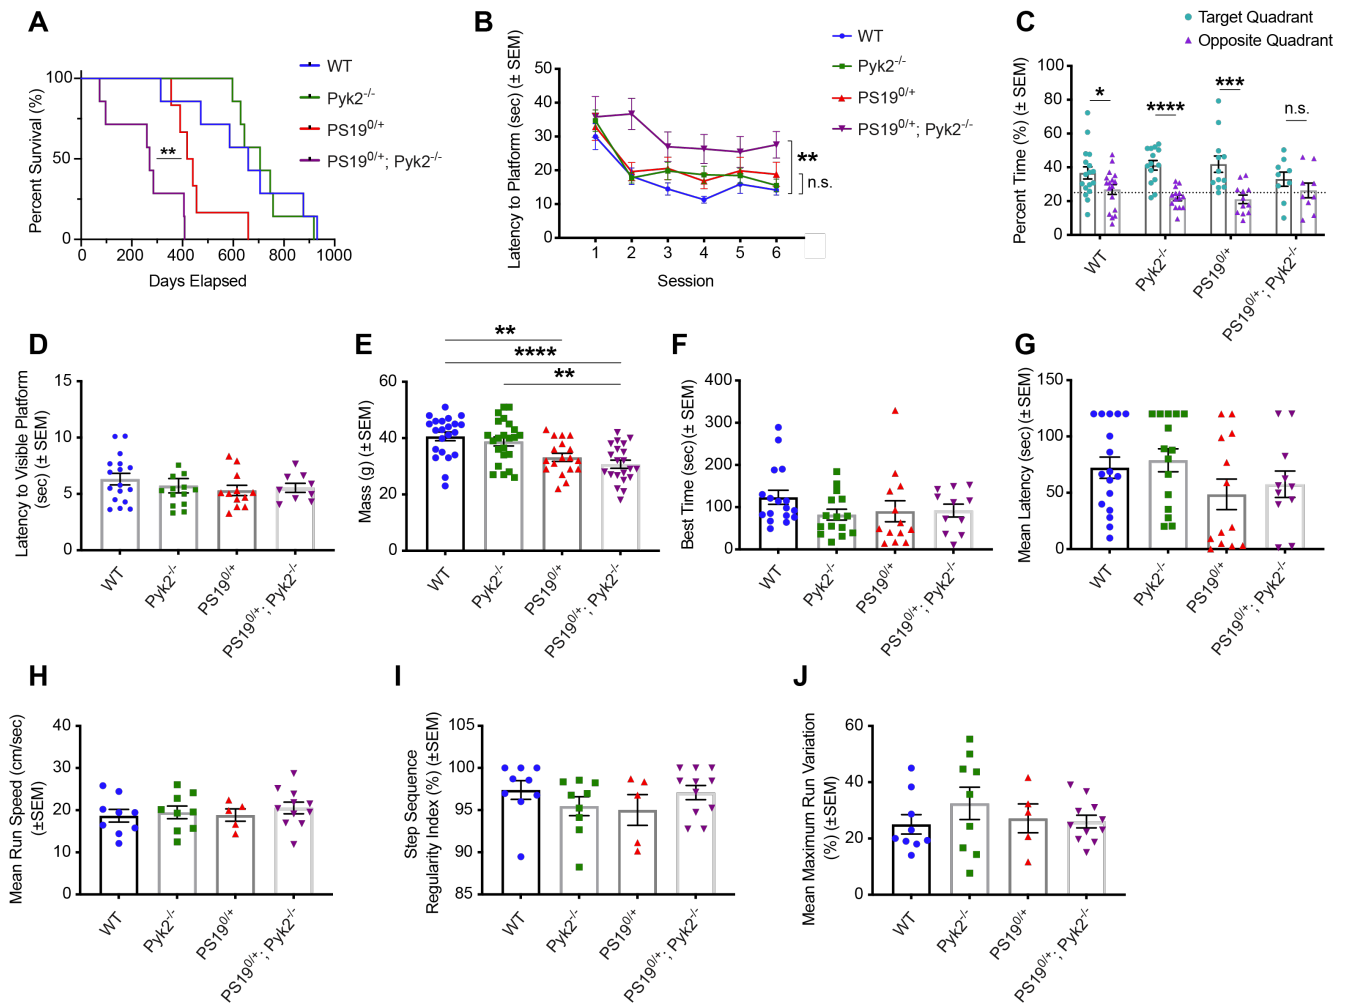 A
Percent Survival (%)
100
50
0
0 200 400 600 800 1000
Days Elapsed
**
WT
Pyk2-/-
PS190/+
PS190/+; Pyk2-/-
B
Latency to Platform (sec) (± SEM)
50
40
30
20
10
0
1 2 3 4 5 6
Session
WT
Pyk2-/-
PS190/+
PS190/+; Pyk2-/-
**
n.s.
C
Target Quadrant
Opposite Quadrant
Percent Time (%) (± SEM)
100
80
60
40
20
0
*
****
***
n.s.
WT
Pyk2-/-
PS190/+
PS190/+; Pyk2-/-
D
Latency to Visible Platform
(sec) (± SEM)
15
10
5
0
WT
Pyk2-/-
PS190/+
PS190/+; Pyk2-/-
E
**
****
**
Mass (g) (±SEM)
60
40
20
0
WT
Pyk2-/-
PS190/+
PS190/+; Pyk2-/-
F
Best Time (sec)(± SEM)
400
300
200
100
0
WT
Pyk2-/-
PS190/+
PS190/+; Pyk2-/-
G
Mean Latency (sec)(±SEM)
150
100
50
0
WT
Pyk2-/-
PS190/+
PS190/+; Pyk2-/-
H
Mean Run Speed (cm/sec)
(±SEM)
40
30
20
10
0
WT
Pyk2-/-
PS190/+
PS190/+; Pyk2-/-
I
Step Sequence
Regularity Index (%) (±SEM)
105
100
95
90
85
WT
Pyk2-/-
PS190/+
PS190/+; Pyk2-/-
J
Mean Maximum Run Variation
(%) (±SEM)
60
40
20
0
WT
Pyk2-/-
PS190/+
PS190/+; Pyk2-/-